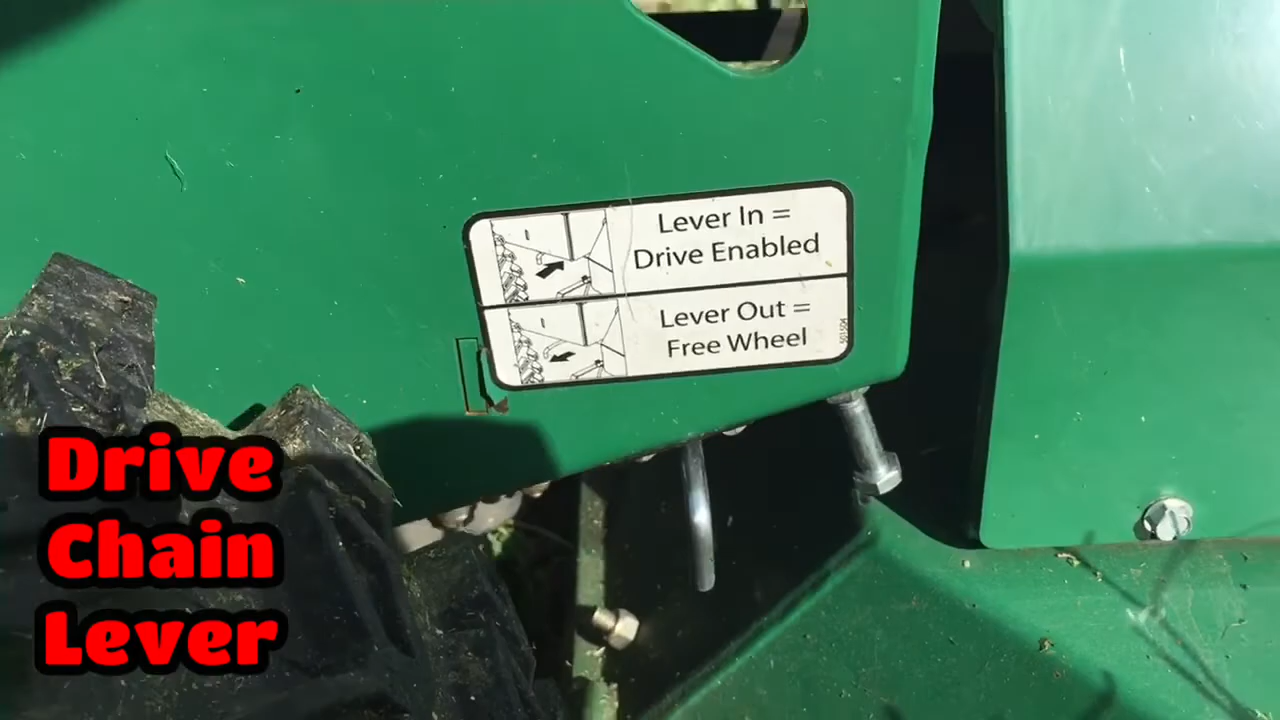 Lever In =
Drive Enabled
Lever Out =
Free Wheel
Drive
Chain
Lever